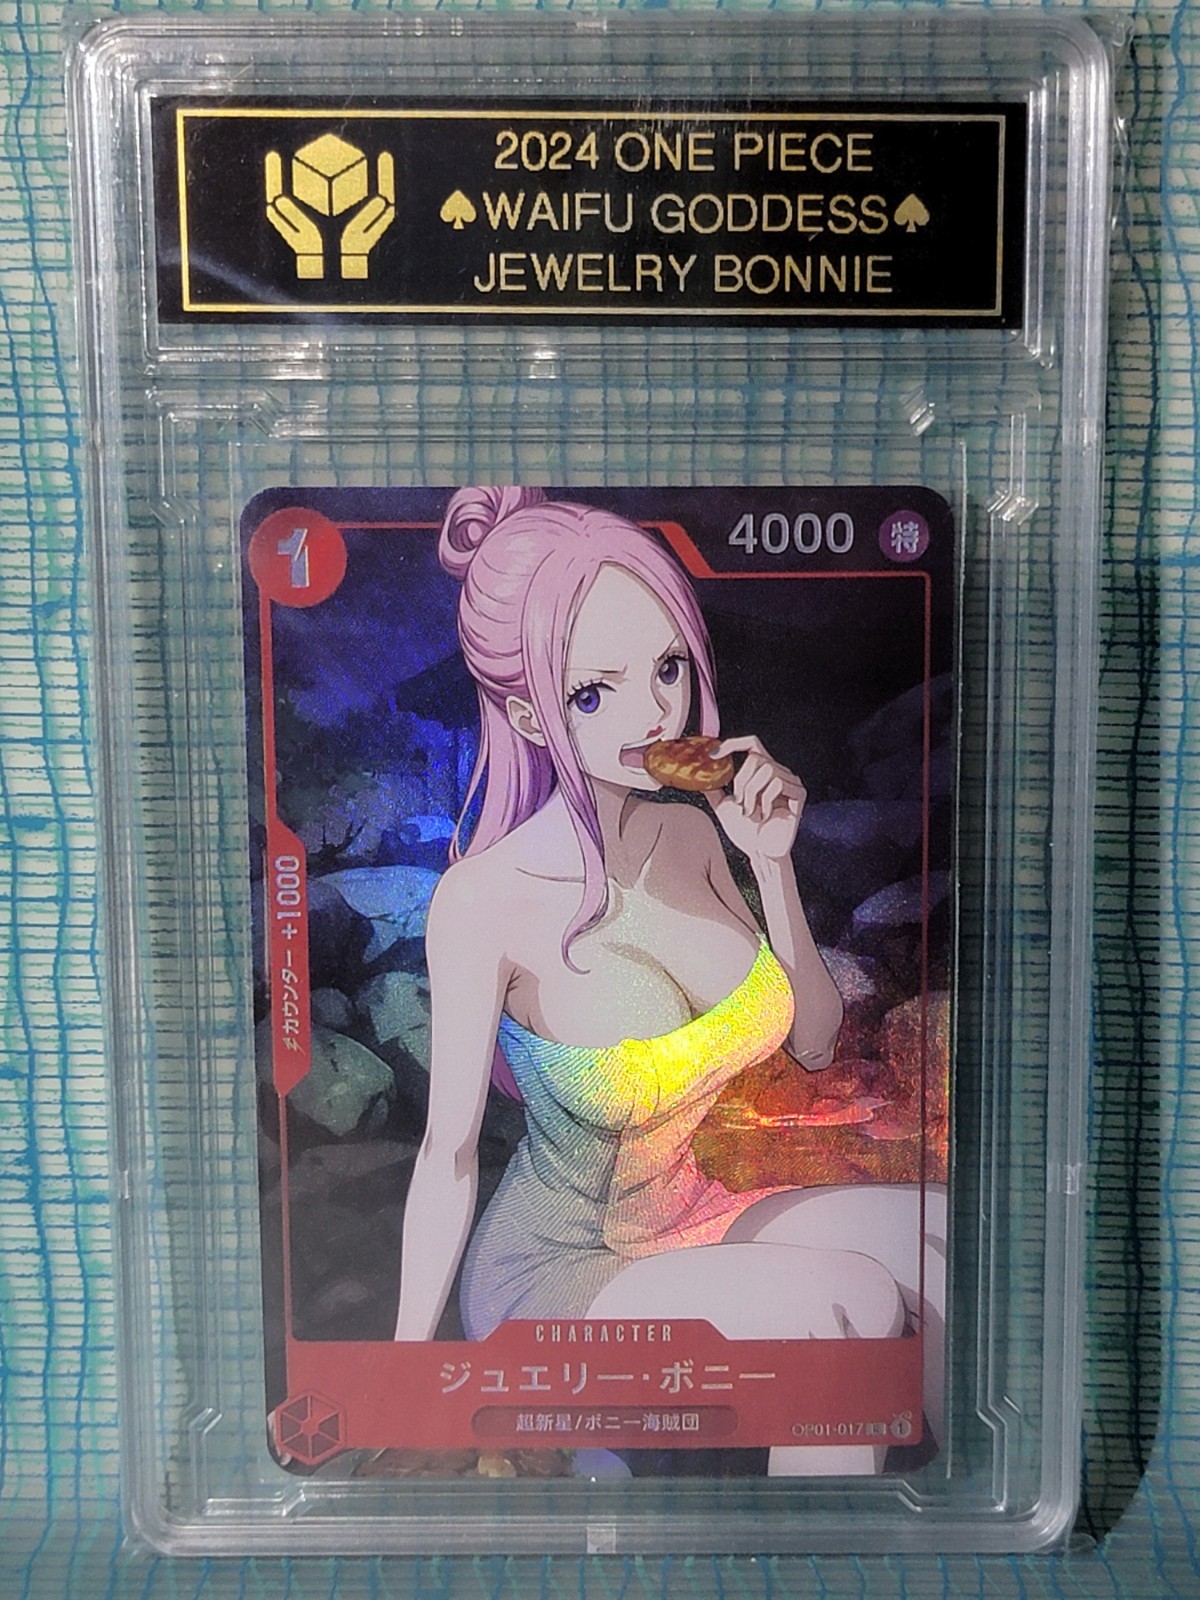 2024 ONE PIECE
♠WAIFU GODDESS♠
JEWELRY BONNIE
1
4000 特
カウンター +1000
CHARACTER
ジュエリー・ボニー
超新星/ボニー海賊団
OP01-017 1